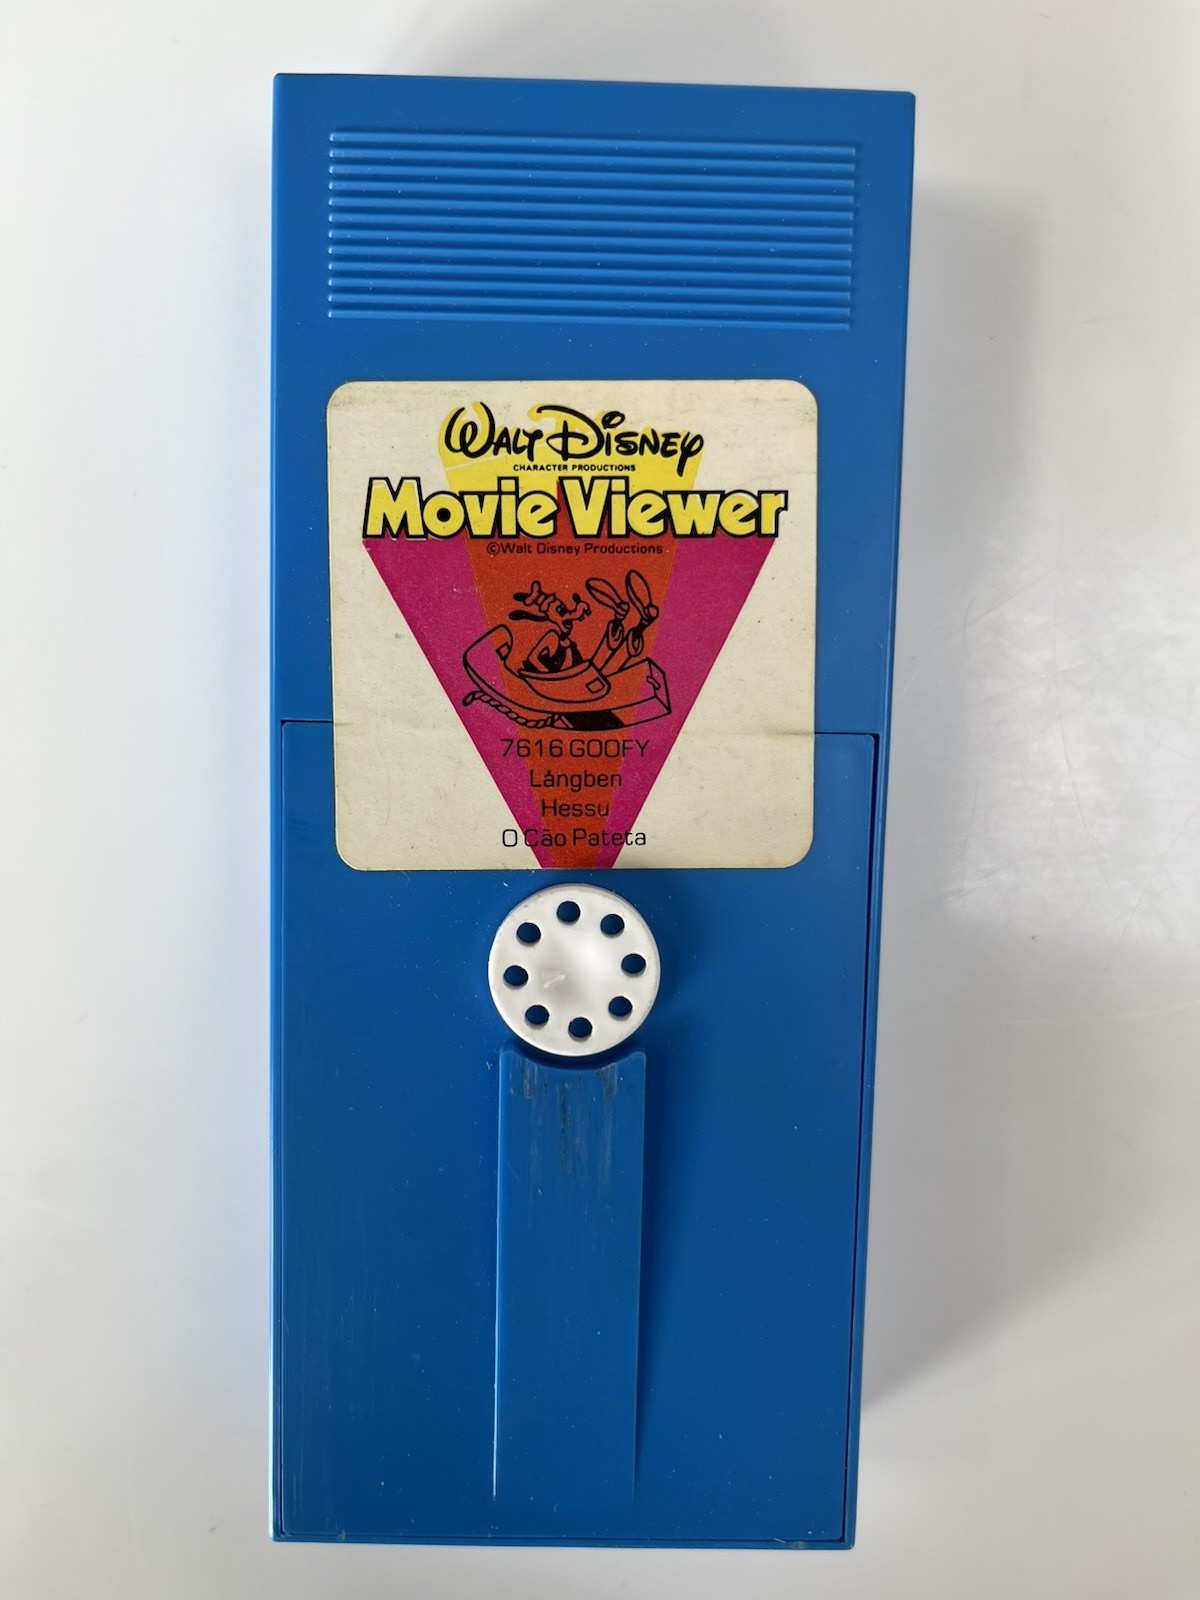 WALT DISNEY
CHARACTER PRODUCTIONS
Movie Viewer
©Walt Disney Productions
7616 GOOFY
Långben
Hessu
O Cão Pateta